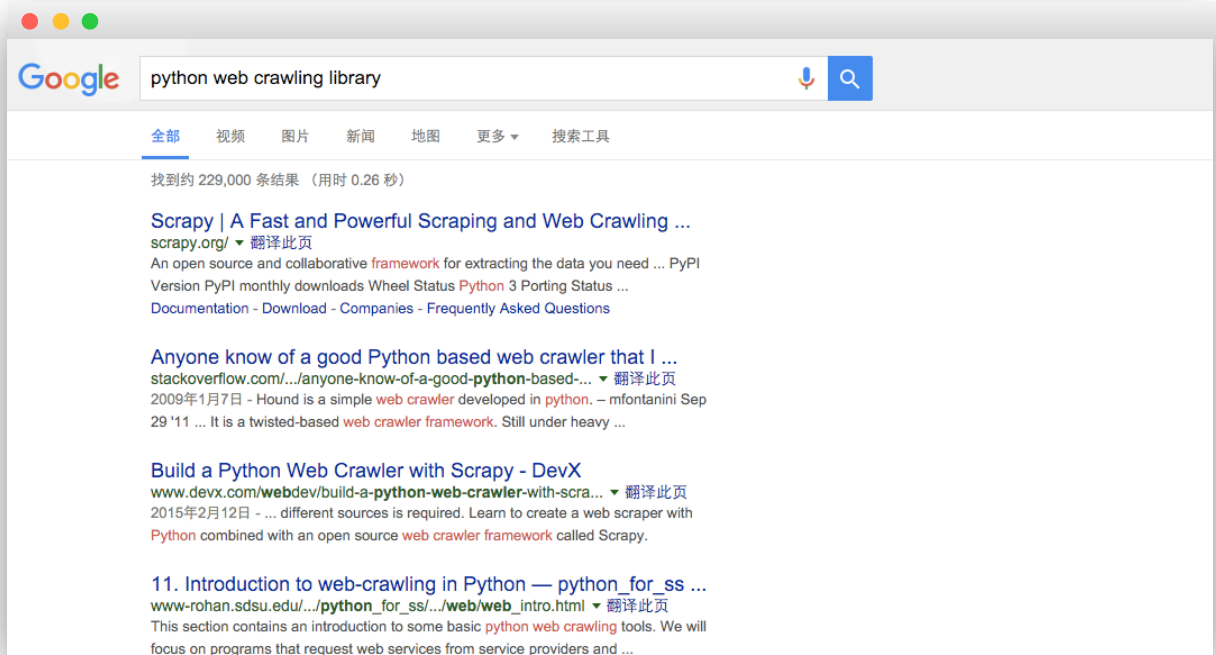 Google python web crawling library
全部 视频 图片 新闻 地图 更多 搜索工具
找到约 229,000 条结果 （用时 0.26 秒）
Scrapy | A Fast and Powerful Scraping and Web Crawling ...
scrapy.org/ 翻译此页
An open source and collaborative framework for extracting the data you need ... PyPI
Version PyPI monthly downloads Wheel Status Python 3 Porting Status ...
Documentation - Download - Companies - Frequently Asked Questions
Anyone know of a good Python based web crawler that I ...
stackoverflow.com/.../anyone-know-of-a-good-python-based-... 翻译此页
2009年1月7日 - Hound is a simple web crawler developed in python. – mfontanini Sep
29 '11 ... It is a twisted-based web crawler framework. Still under heavy ...
Build a Python Web Crawler with Scrapy - DevX
www.devx.com/webdev/build-a-python-web-crawler-with-scra... 翻译此页
2015年2月12日 - ... different sources is required. Learn to create a web scraper with
Python combined with an open source web crawler framework called Scrapy.
11. Introduction to web-crawling in Python — python_for_ss ...
www-rohan.sdsu.edu/.../python_for_ss/.../web/web_intro.html 翻译此页
This section contains an introduction to some basic python web crawling tools. We will
focus on programs that request web services from service providers and ...